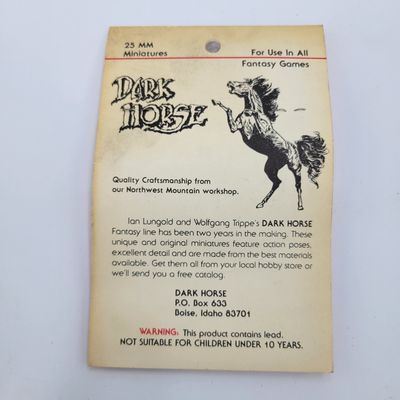 25 MM
Miniatures
For Use In All
Fantasy Games
DARK
HORSE
Quality Craftsmanship from
our Northwest Mountain workshop.
Ian Lungold and Wolfgang Trippe's DARK HORSE
Fantasy line has been two years in the making. These
unique and original miniatures feature action poses,
excellent detail and are made from the best materials
available. Get them all from your local hobby store or
we'll send you a free catalog.
DARK HORSE
P.O. Box 633
Boise, Idaho 83701
WARNING: This product contains lead.
NOT SUITABLE FOR CHILDREN UNDER 10 YEARS.